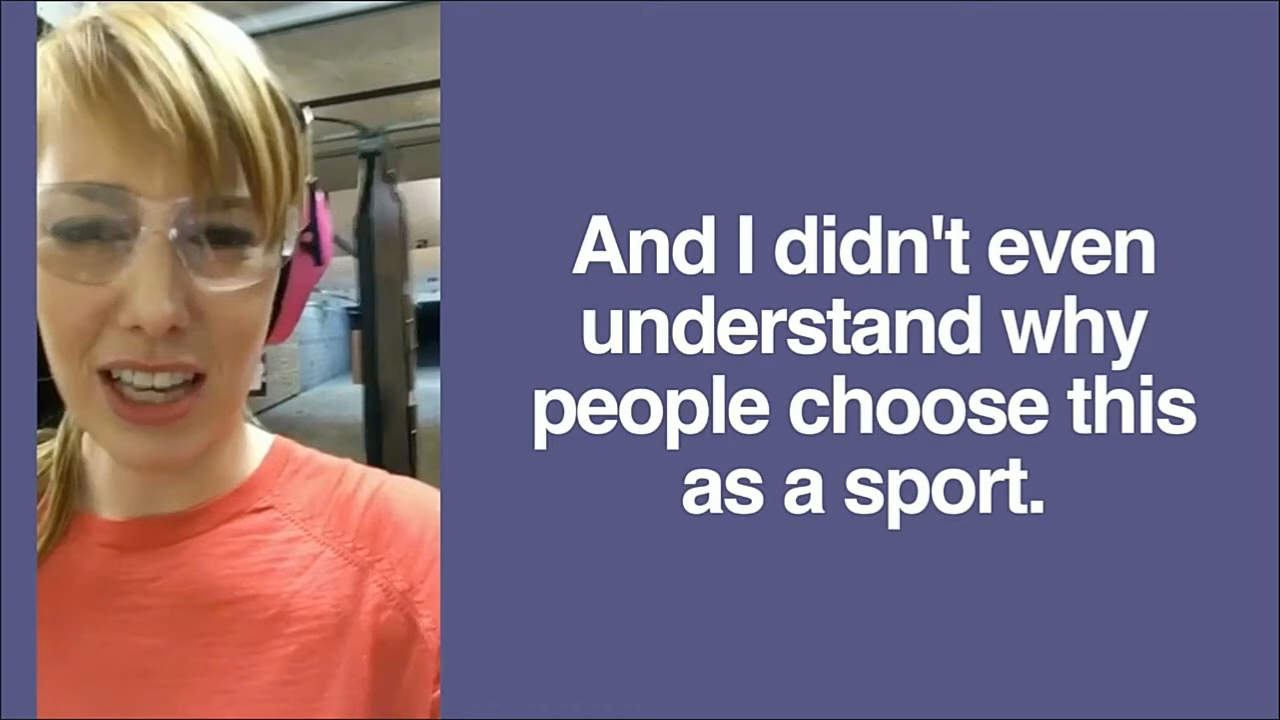 And I didn't even
understand why
people choose this
as a sport.